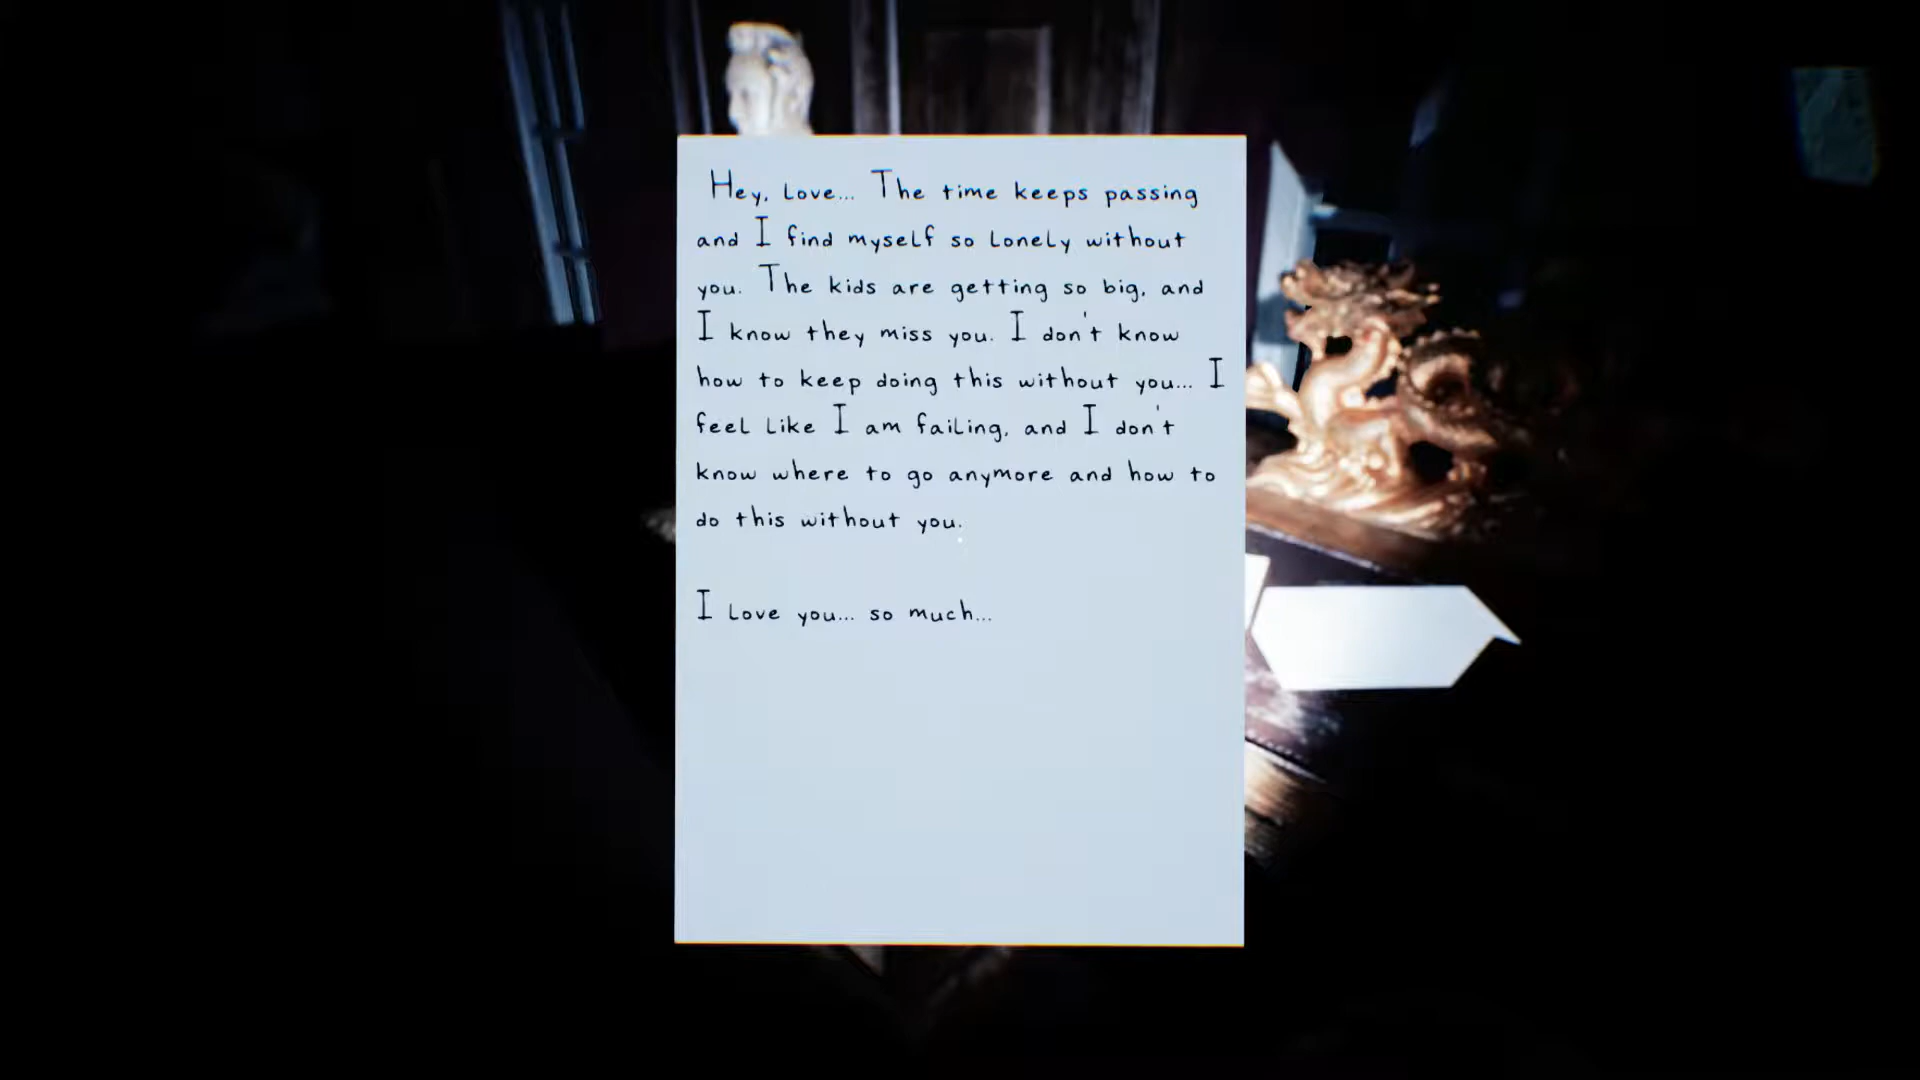 Hey, Love... The time keeps passing
and I find myself so lonely without
you. The kids are getting so big, and
I know they miss you. I don't know
how to keep doing this without you... I
feel like I am failing, and I don't
know where to go anymore and how to
do this without you.
I love you... so much...